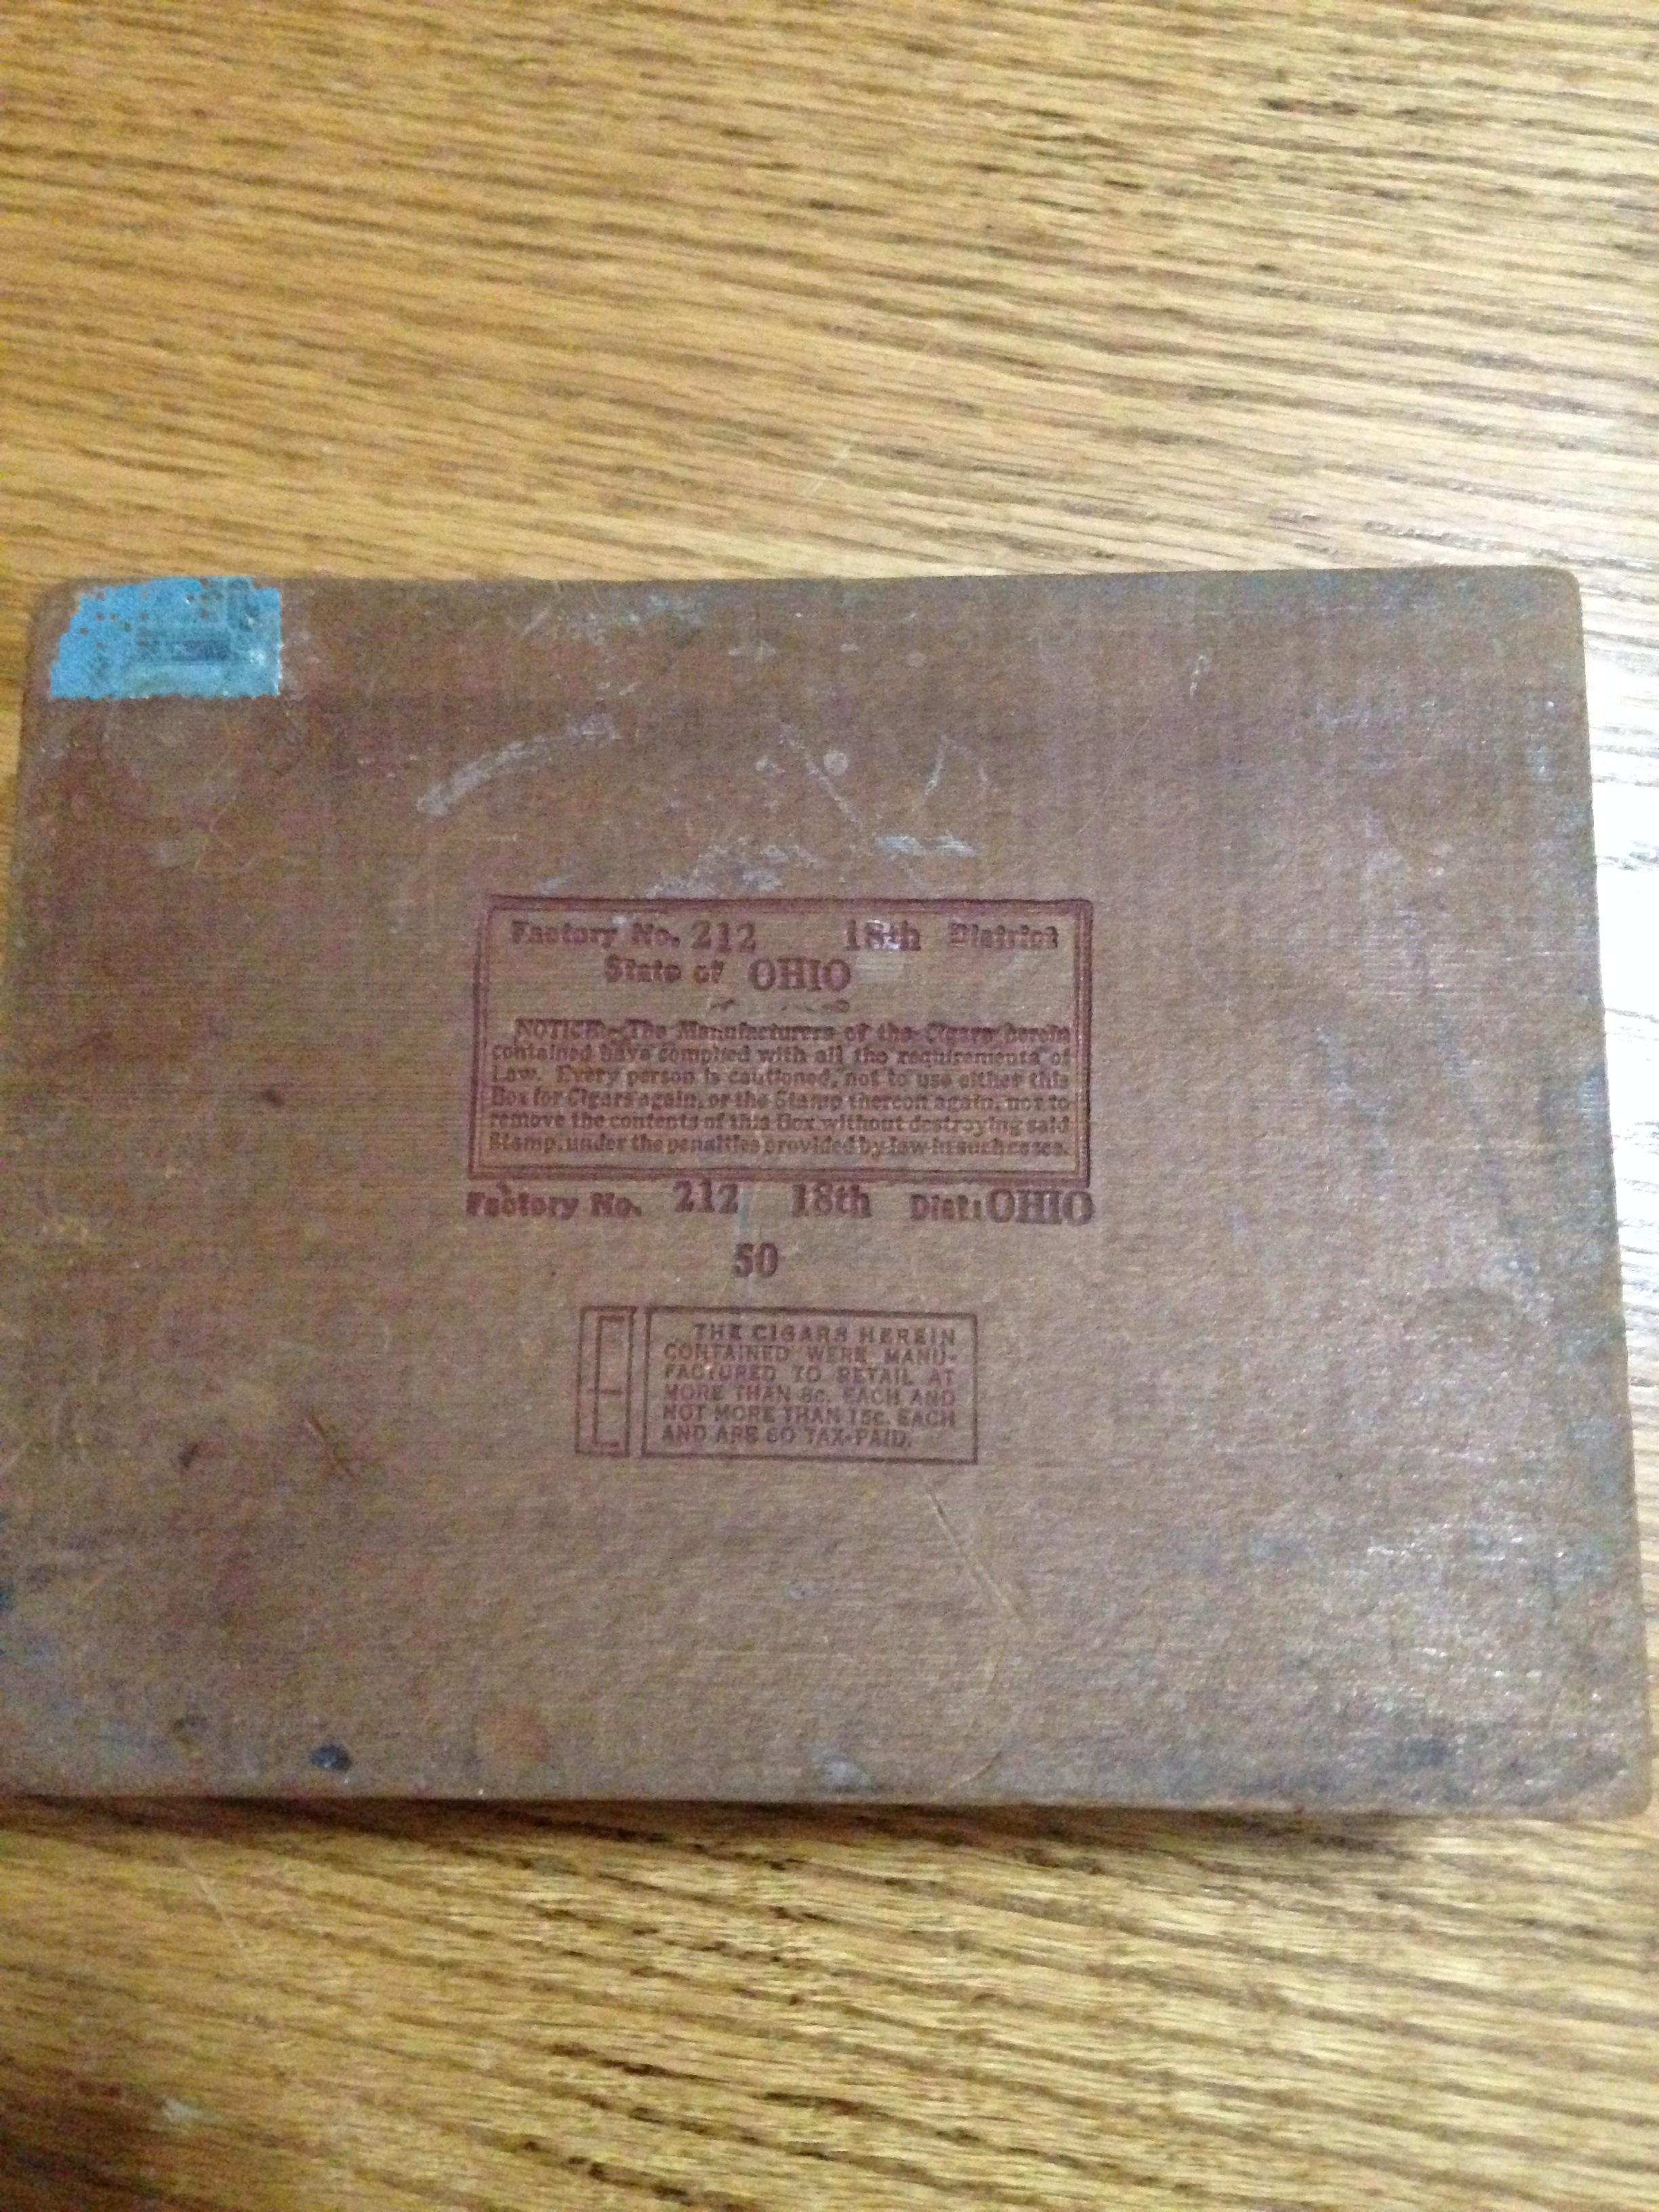 Factory No. 212 18th District
State of OHIO
NOTICE.-The Manufacturers of the Cigars herein
contained have complied with all the requirements of
Law. Every person is cautioned, not to use either this
Box for Cigars again, or the Stamp thereon again, nor to
remove the contents of this Box without destroying said
Stamp, under the penalties provided by law in such cases.
Factory No. 212 18th Dist: OHIO
50
E
THE CIGARS HEREIN
CONTAINED WERE MANU-
FACTURED TO RETAIL AT
MORE THAN 8c. EACH AND
NOT MORE THAN 15c. EACH
AND ARE SO TAX-PAID.